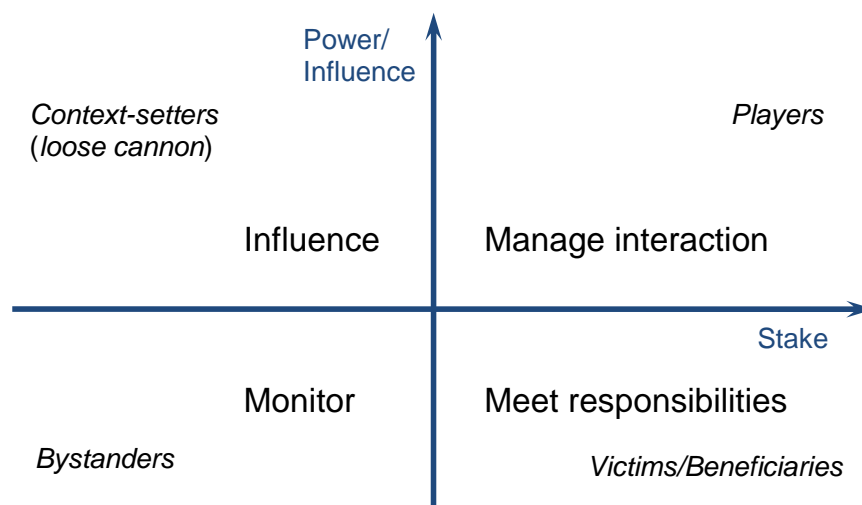 Power/
Influence
Context-setters
(loose cannon)
Players
Influence
Manage interaction
Stake
Monitor
Meet responsibilities
Bystanders
Victims/Beneficiaries